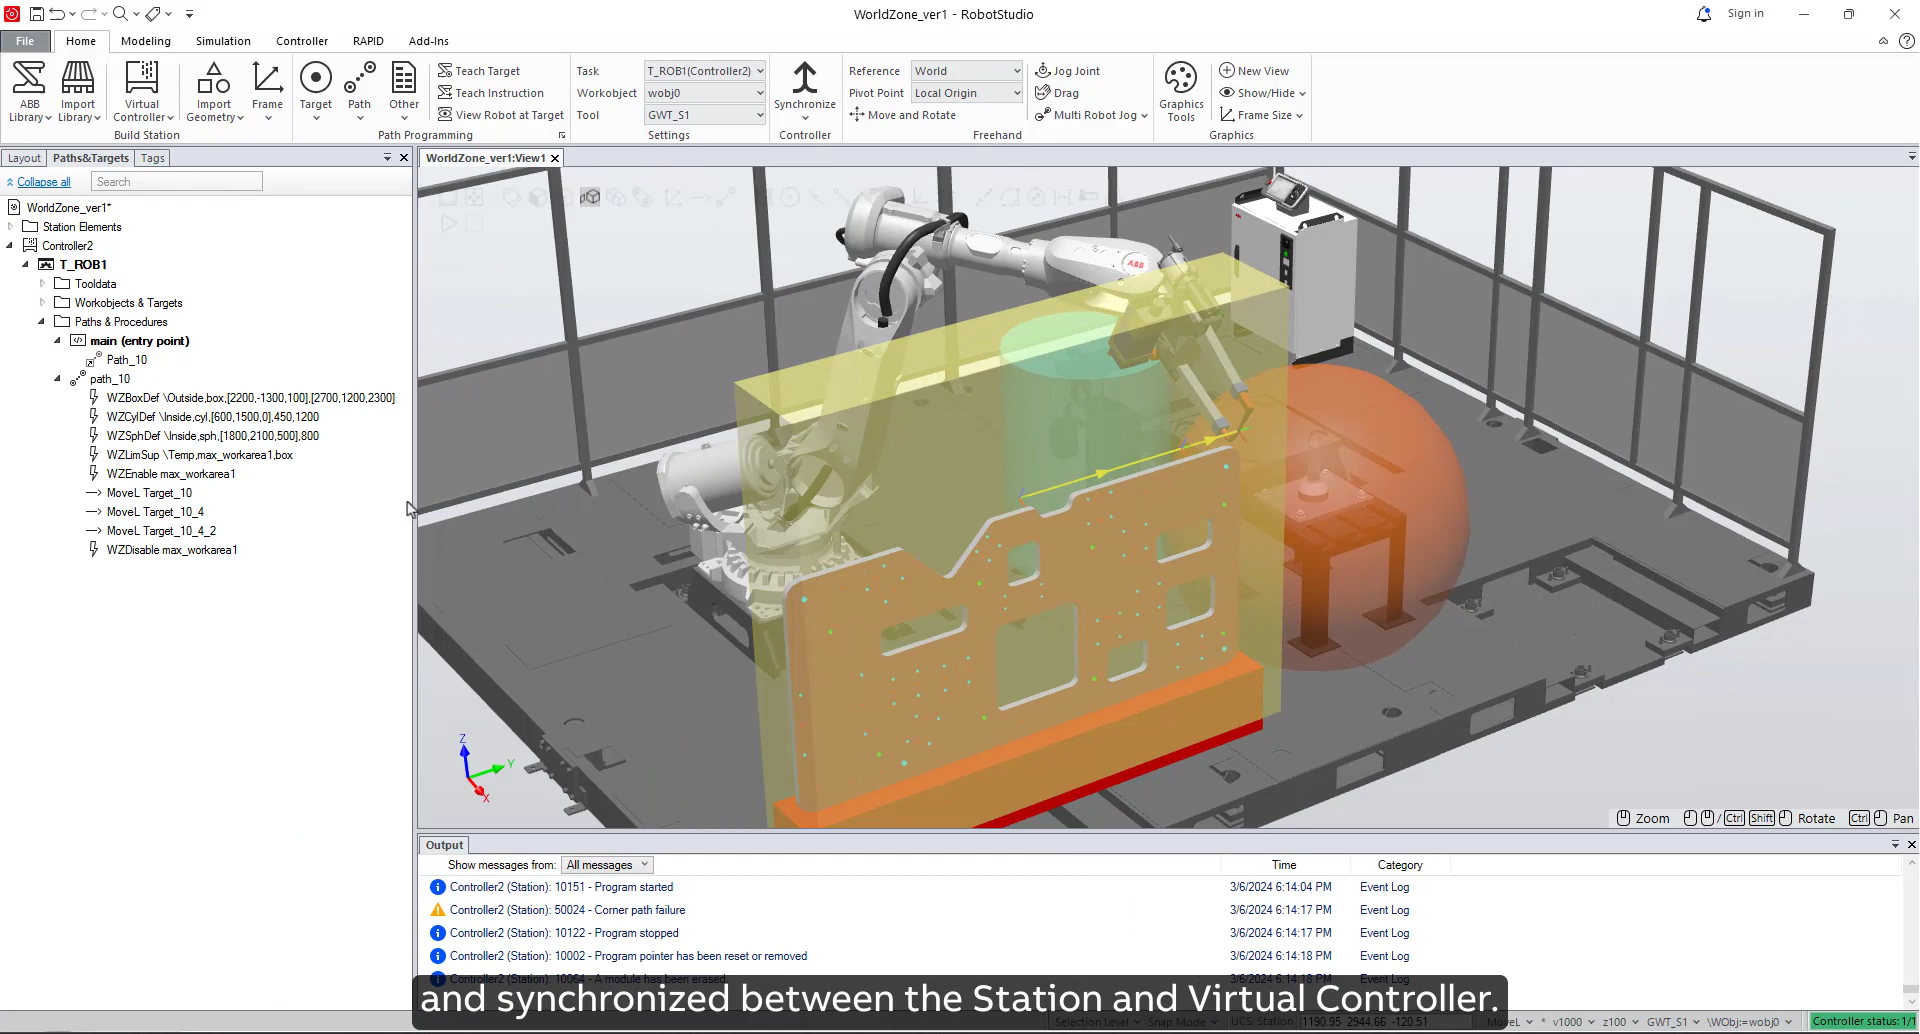 WorldZone_ver1 - RobotStudio
Sign in
File
Home
Modeling
Simulation
Controller
RAPID
Add-Ins
ABB Library
Import Library
Virtual Controller
Build Station
Import Geometry
Frame
Target
Path
Other
Teach Target
Teach Instruction
View Robot at Target
Path Programming
Task
T_ROB1(Controller2)
Workobject
wobj0
Tool
GWT_S1
Settings
Synchronize
Controller
Reference
World
Pivot Point
Local Origin
Move and Rotate
Jog Joint
Drag
Multi Robot Jog
Freehand
Graphics Tools
New View
Show/Hide
Frame Size
Graphics
Layout
Paths&Targets
Tags
WorldZone_ver1:View1
Collapse all
Search
WorldZone_ver1*
Station Elements
Controller2
T_ROB1
Tooldata
Workobjects & Targets
Paths & Procedures
main (entry point)
Path_10
path_10
WZBoxDef \Outside,box,[2200,-1300,100],[2700,1200,2300]
WZCylDef \Inside,cyl,[600,1500,0],450,1200
WZSphDef \Inside,sph,[1800,2100,500],800
WZLimSup \Temp,max_workarea1,box
WZEnable max_workarea1
MoveL Target_10
MoveL Target_10_4
MoveL Target_10_4_2
WZDisable max_workarea1
ABB
Z
Y
X
Zoom
/ Ctrl Shift Rotate
Ctrl Pan
Output
Show messages from: All messages
Time
Category
Controller2 (Station): 10151 - Program started 3/6/2024 6:14:04 PM Event Log
Controller2 (Station): 50024 - Corner path failure 3/6/2024 6:14:17 PM Event Log
Controller2 (Station): 10122 - Program stopped 3/6/2024 6:14:17 PM Event Log
Controller2 (Station): 10002 - Program pointer has been reset or removed 3/6/2024 6:14:18 PM Event Log
Controller2 (Station): 10064 - A module has been erased 3/6/2024 6:14:18 PM Event Log
and synchronized between the Station and Virtual Controller.
Selection Level Snap Mode UCS: Station 1190.95 2944.66 -120.51 MoveL * v1000 z100 GWT_S1 \WObj:=wobj0 Controller status: 1/1